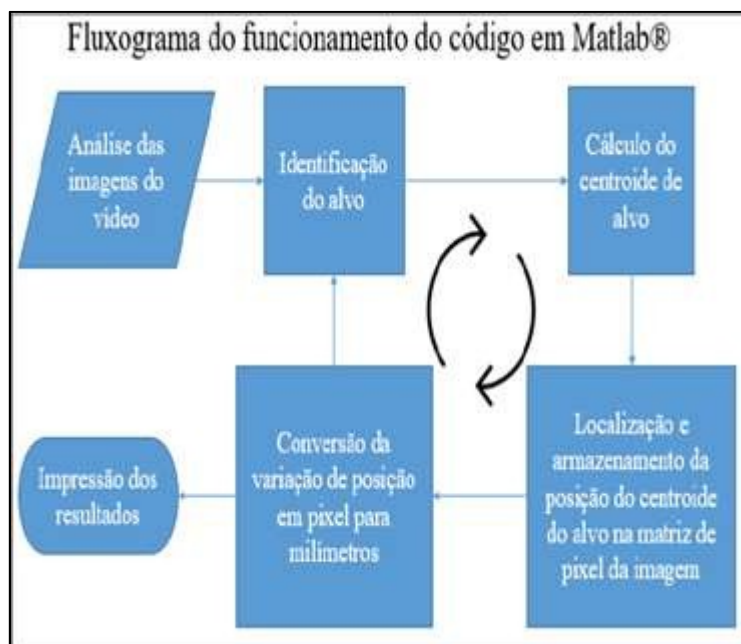 Fluxograma do funcionamento do código em Matlab®
Análise das
imagens do
vídeo
Identificação
do alvo
Cálculo do
centroide de
alvo
Localização e
armazenamento da
posição do centroide
do alvo na matriz de
pixel da imagem
Conversão da
variação de posição
em pixel para
milímetros
Impressão dos
resultados